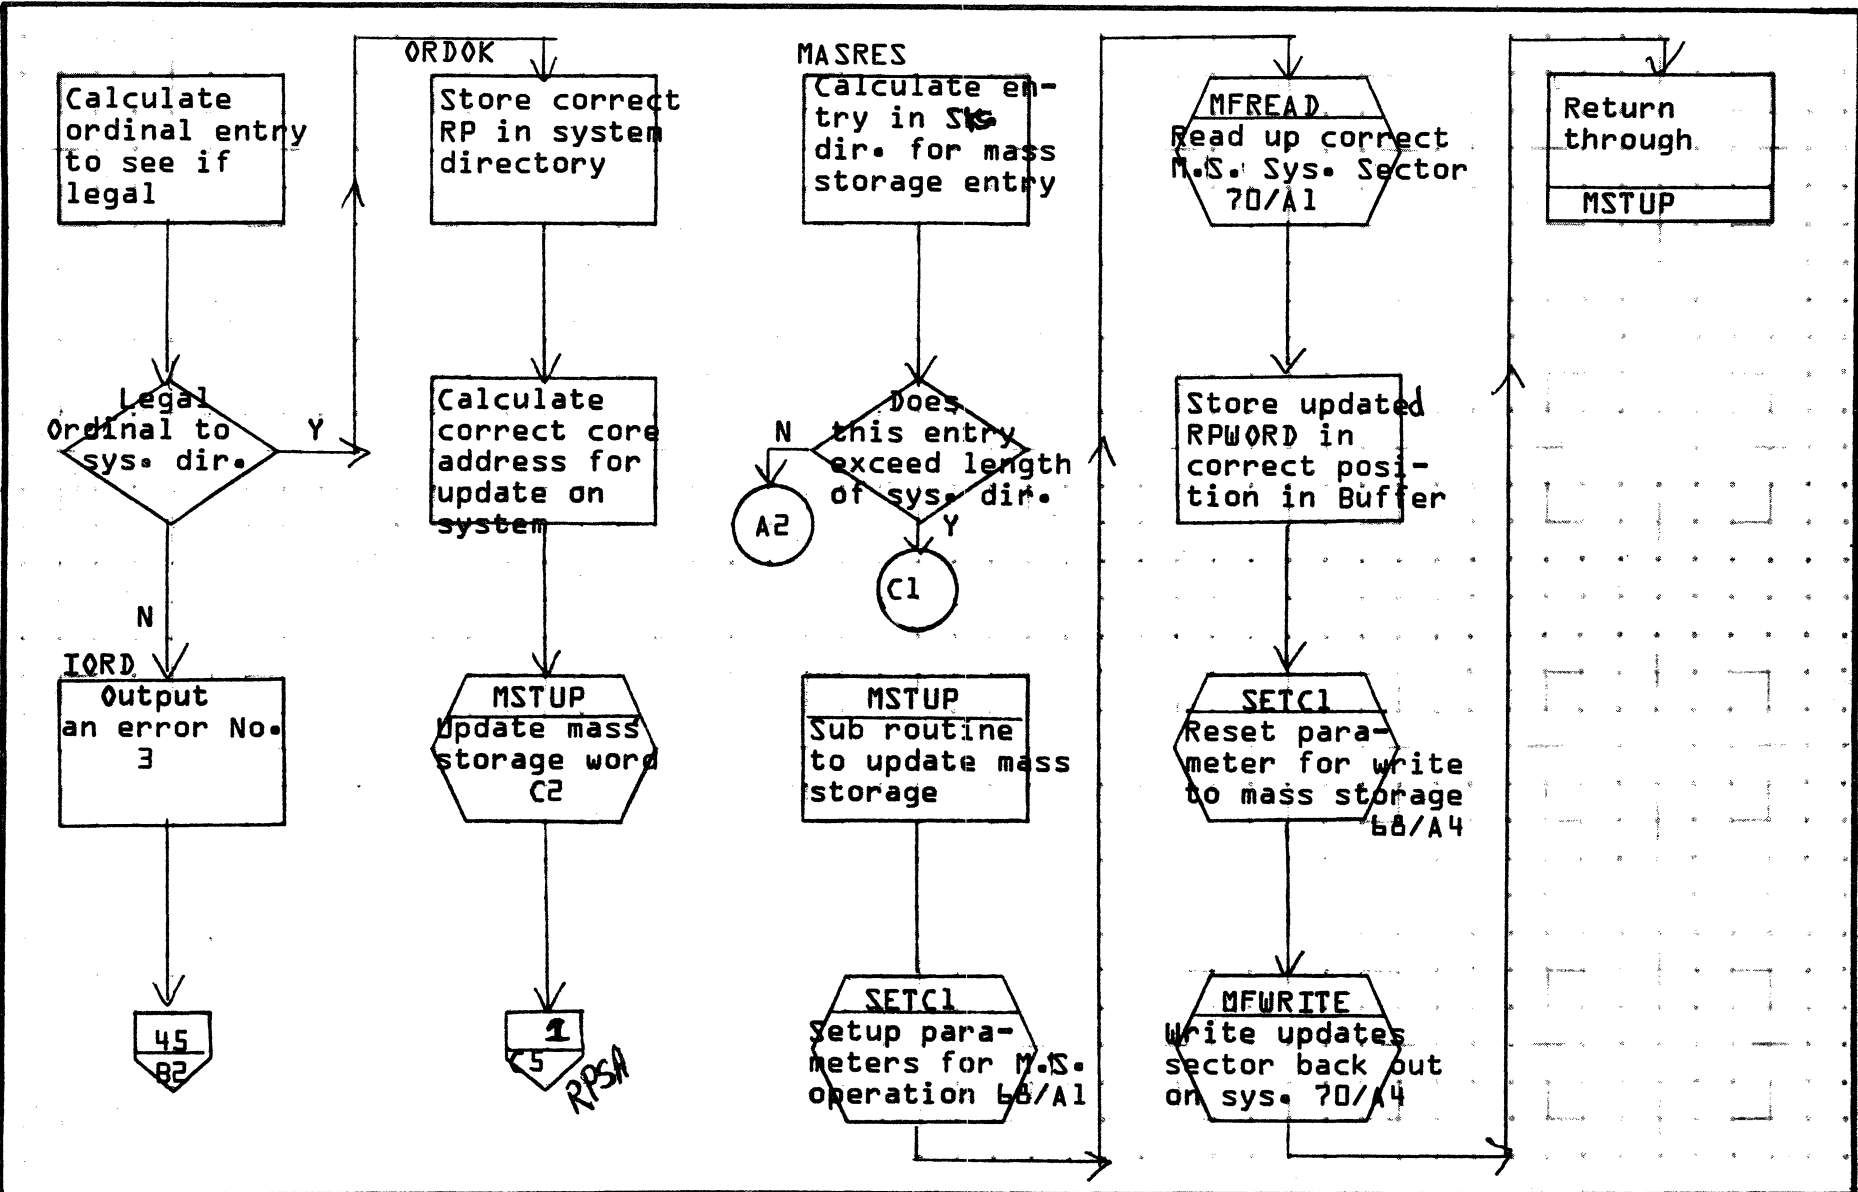 Calculate
ordinal entry
to see if
legal
Legal
Ordinal to
sys. dir.
Y
N
IORD
Output
an error No.
3
45
B2
ORDOK
Store correct
RP in system
directory
Calculate
correct core
address for
update on
system
MSTUP
Update mass
storage word
C2
1
C5
RPSA
MASRES
Calculate en-
try in Sys
dir. for mass
storage entry
Does
this entry
exceed length
of sys. dir.
N
A2
Y
C1
MSTUP
Sub routine
to update mass
storage
SETC1
Setup para-
meters for M.S.
operation 68/A1
MFREAD
Read up correct
M.S. Sys. Sector
70/A1
Store updated
RPWORD in
correct posi-
tion in Buffer
SETC1
Reset para-
meter for write
to mass storage
68/A4
MFWRITE
Write updates
sector back out
on sys. 70/A4
Return
through
MSTUP